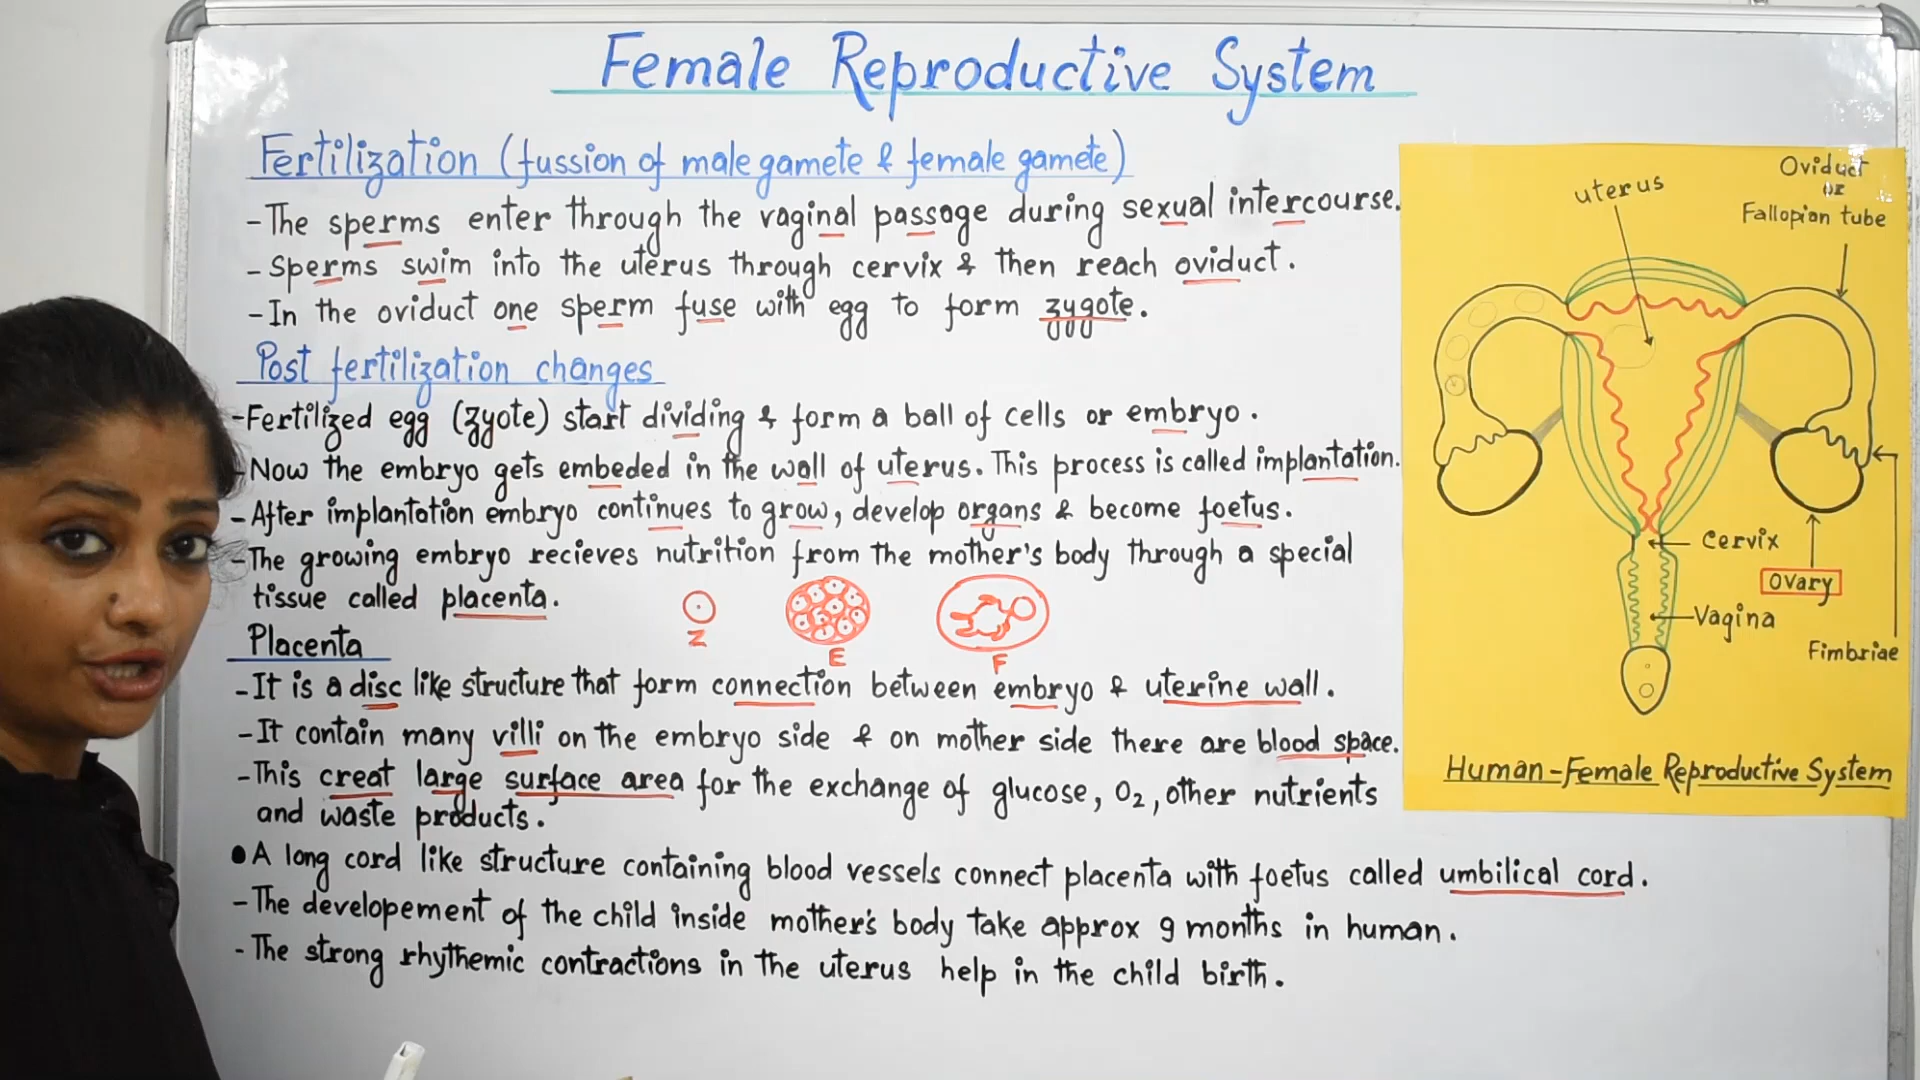 Female Reproductive System
Fertilization (fussion of male gamete & female gamete)
-The sperms enter through the vaginal passage during sexual intercourse.
-Sperms swim into the uterus through cervix & then reach oviduct.
-In the oviduct one sperm fuse with egg to form zygote.
Post fertilization changes
-Fertilized egg (zyote) start dividing & form a ball of cells or embryo.
-Now the embryo gets embeded in the wall of uterus. This process is called implantation.
-After implantation embryo continues to grow, develop organs & become foetus.
-The growing embryo recieves nutrition from the mother's body through a special
tissue called placenta.
Z
E
F
Placenta
-It is a disc like structure that form connection between embryo & uterine wall.
-It contain many villi on the embryo side & on mother side there are blood space.
-This creat large surface area for the exchange of glucose, O2, other nutrients
and waste products.
•A long cord like structure containing blood vessels connect placenta with foetus called umbilical cord.
-The developement of the child inside mother's body take approx 9 months in human.
-The strong rhythemic contractions in the uterus help in the child birth.
uterus
Oviduct
or
Fallopian tube
Cervix
Ovary
Vagina
Fimbriae
Human-Female Reproductive System